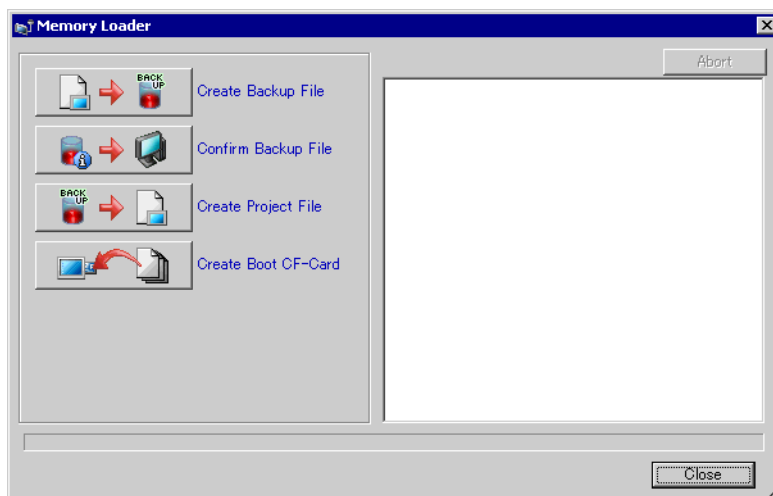 Memory Loader
Abort
BACK
UP
Create Backup File
Confirm Backup File
BACK
UP
Create Project File
Create Boot CF-Card
Close